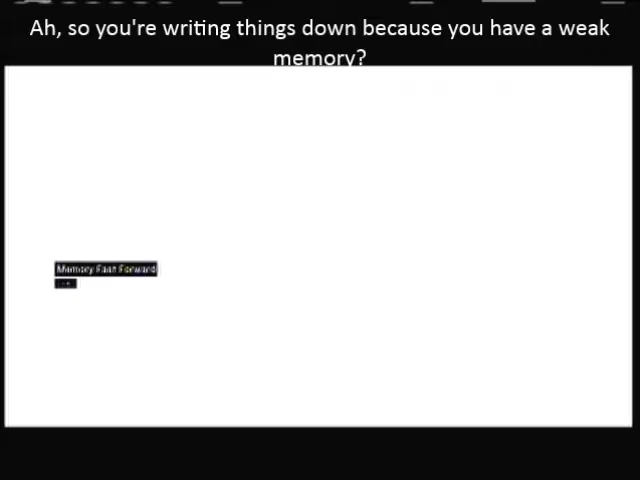 Ah, so you're writing things down because you have a weak
memory?
Memory Fast Forward